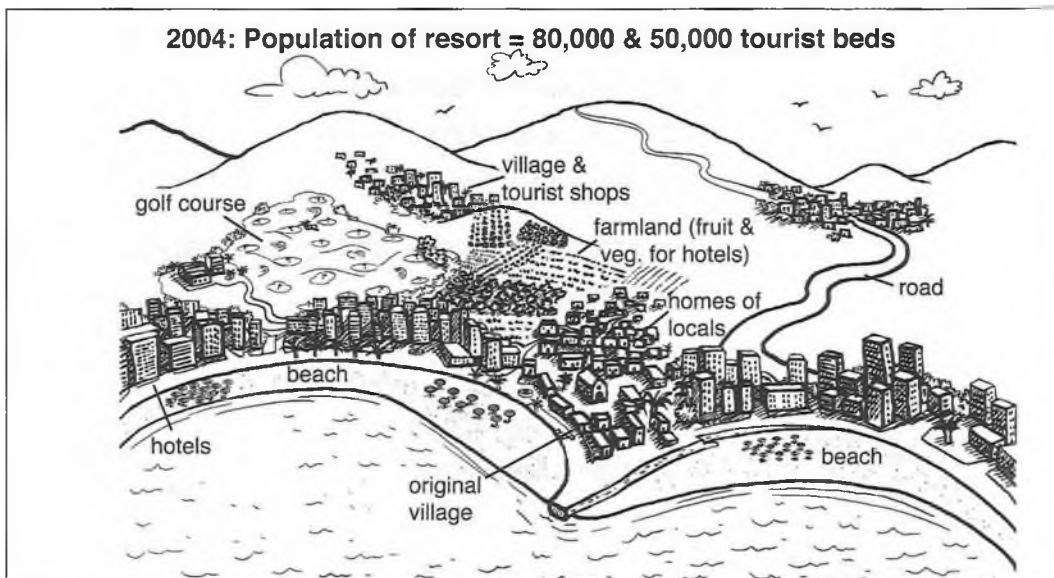 2004: Population of resort = 80,000 & 50,000 tourist beds
village &
tourist shops
golf course
farmland (fruit &
veg. for hotels)
road
homes of
locals
beach
hotels
beach
original
village